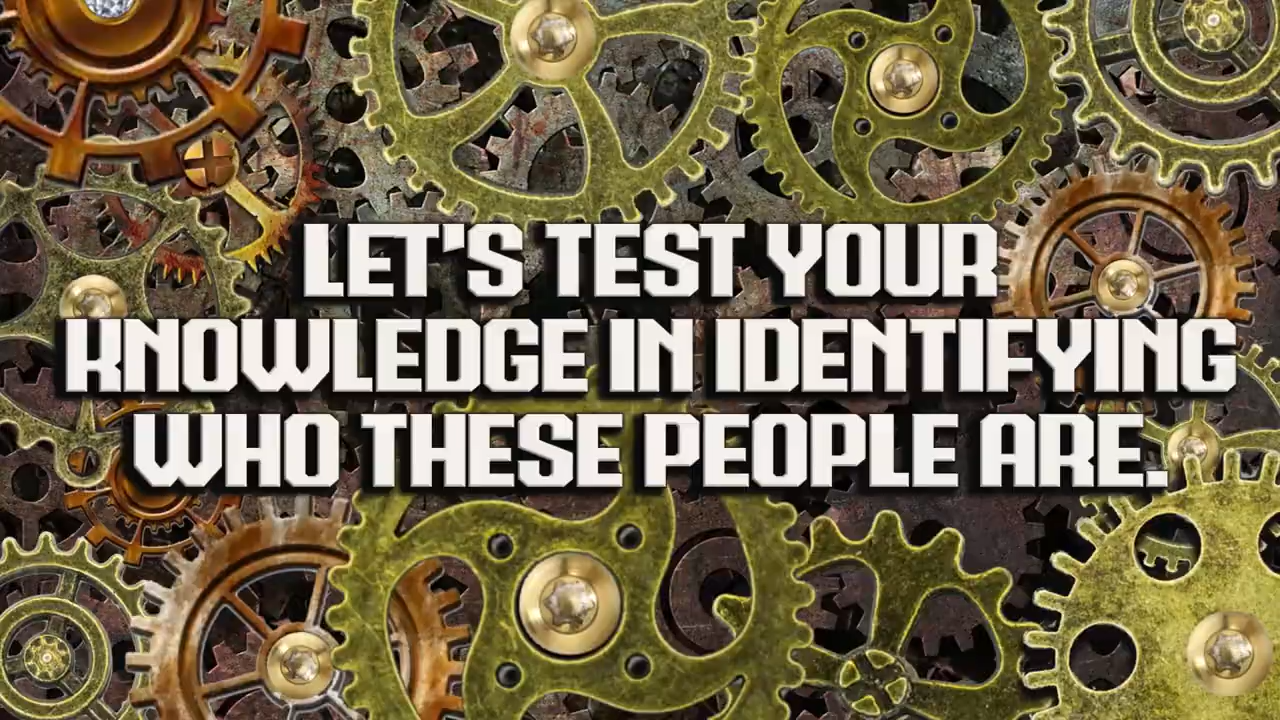 LET'S TEST YOUR
KNOWLEDGE IN IDENTIFYING
WHO THESE PEOPLE ARE.